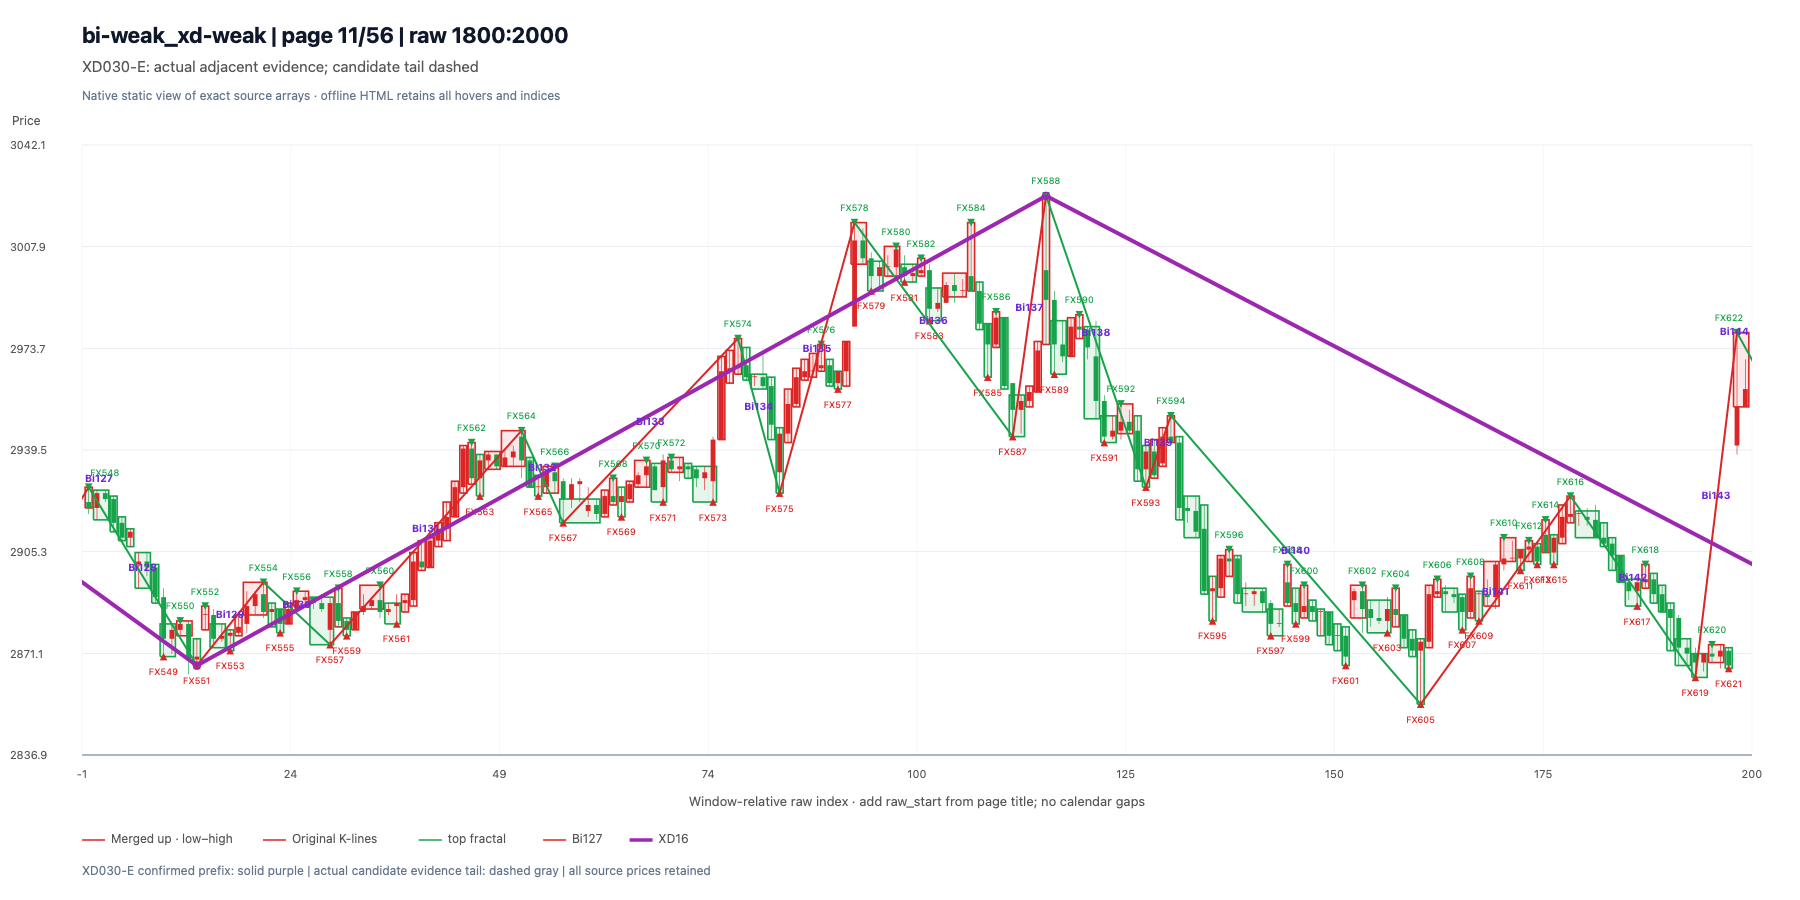 bi-weak_xd-weak | page 11/56 | raw 1800:2000
XD030-E: actual adjacent evidence; candidate tail dashed
Native static view of exact source arrays · offline HTML retains all hovers and indices
Price
3042.1
3007.9
2973.7
2939.5
2905.3
2871.1
2836.9
FX588
FX578
FX584
FX580
FX582
FX579
FX581
FX586
FX590
Bi137
Bi136
Bi138
FX583
FX622
Bi144
FX574
FX576
Bi135
FX585
FX589
FX592
FX577
Bi134
FX594
FX564
Bi133
FX562
FX587
FX591
FX566
FX570
FX572
FX568
FX548
Bi127
FX593
FX616
Bi143
FX563
FX565
FX571
FX573
FX575
FX614
FX567
FX569
FX610
FX612
FX596
Bi140
FX618
FX554
FX556
FX558
FX560
FX600
FX602
FX604
FX606
FX608
FX611
FX615
Bi142
FX550
FX552
FX549
FX551
FX553
FX555
FX557
FX559
FX561
FX595
FX597
FX599
FX601
FX603
FX607
FX609
FX617
FX620
FX605
FX619
FX621
-1
24
49
74
100
125
150
175
200
Window-relative raw index · add raw_start from page title; no calendar gaps
Merged up · low–high
Original K-lines
top fractal
Bi127
XD16
XD030-E confirmed prefix: solid purple | actual candidate evidence tail: dashed gray | all source prices retained